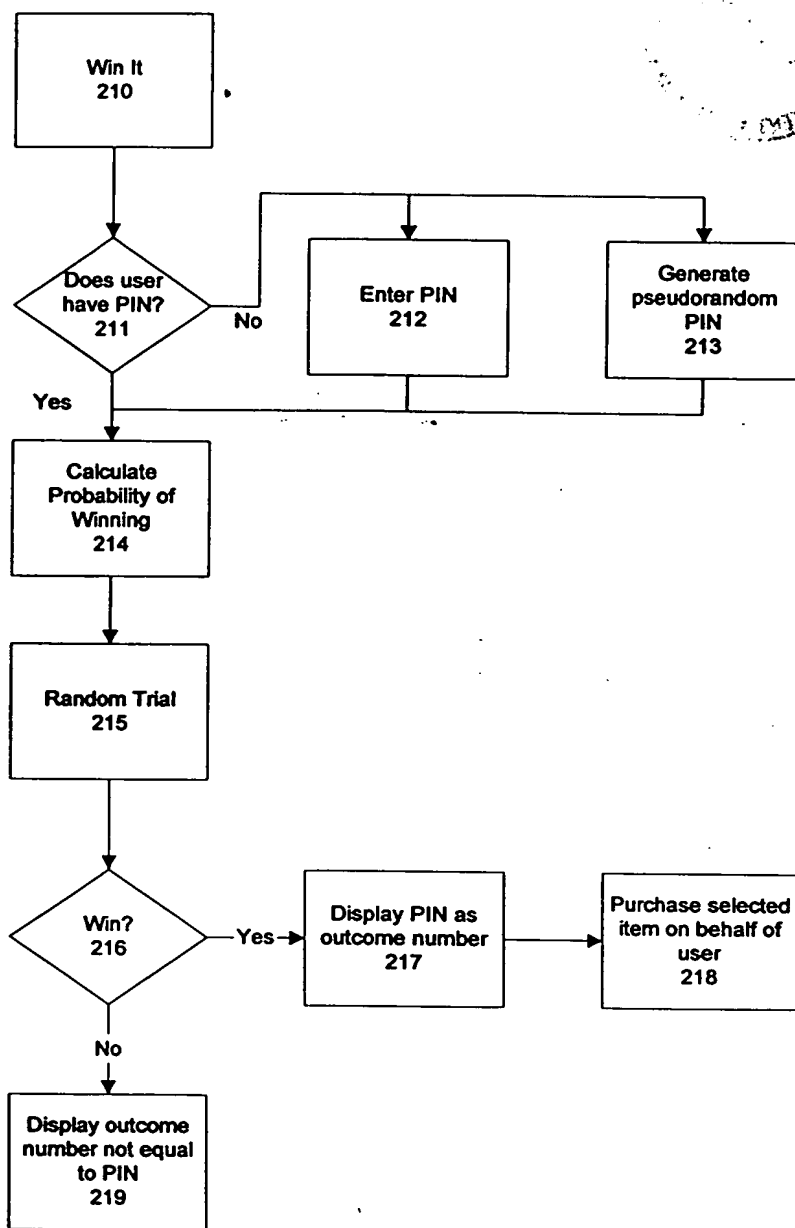 Win It
210
Does user
have PIN?
211
No
Enter PIN
212
Generate
pseudorandom
PIN
213
Yes
Calculate
Probability of
Winning
214
Random Trial
215
Win?
216
Yes
Display PIN as
outcome number
217
Purchase selected
item on behalf of
user
218
No
Display outcome
number not equal
to PIN
219